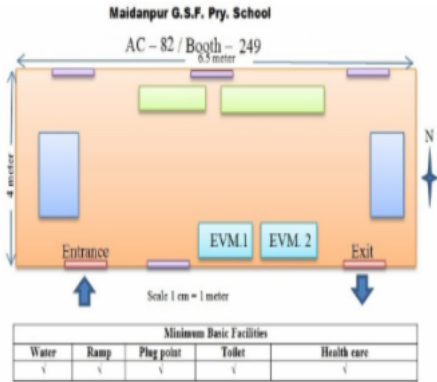 Maidanpur G.S.F. Pry. School
AC – 82 / Booth – 249
6.5 meter
4 meter
N
EVM.1 EVM. 2
Entrance Exit
Scale 1 cm = 1 meter
Minimum Basic Facilities
Water Ramp Plug point Toilet Health care
√ √ √ √ √